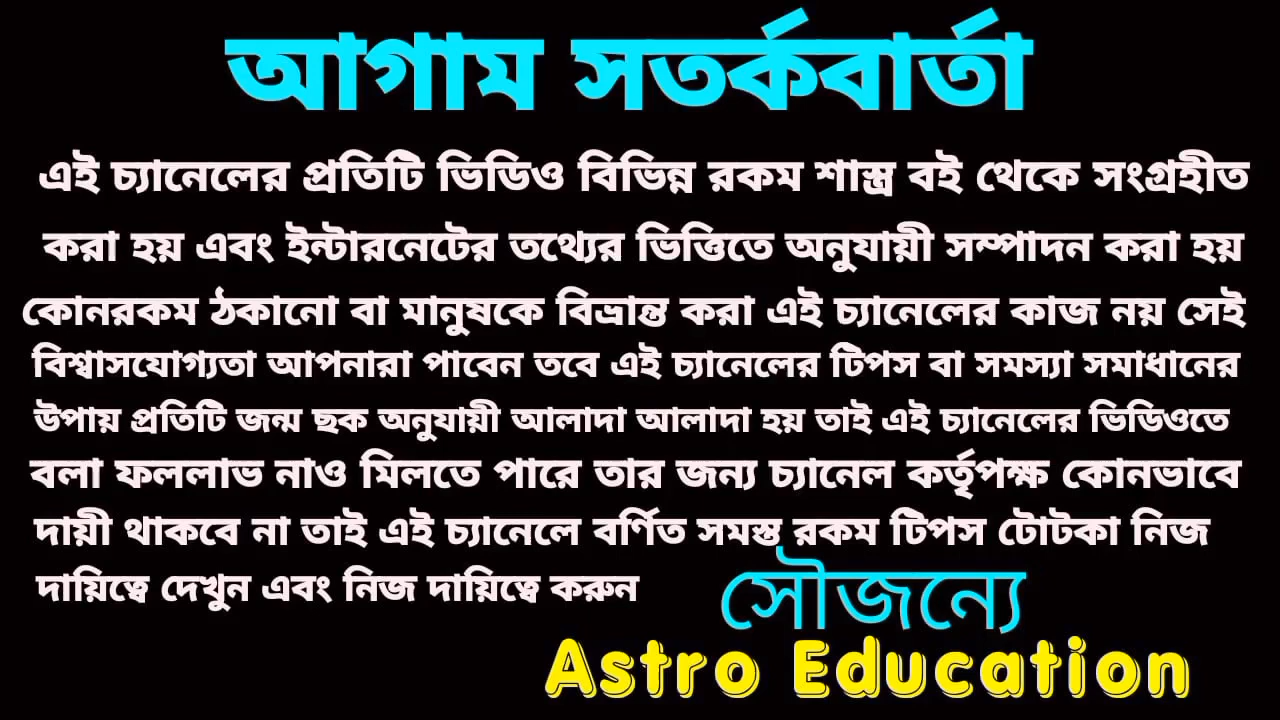 আগাম সতর্কবার্তা
এই চ্যানেলের প্রতিটি ভিডিও বিভিন্ন রকম শাস্ত্র বই থেকে সংগ্রহীত
করা হয় এবং ইন্টারনেটের তথ্যের ভিত্তিতে অনুযায়ী সম্পাদন করা হয়
কোনরকম ঠকানো বা মানুষকে বিভ্রান্ত করা এই চ্যানেলের কাজ নয় সেই
বিশ্বাসযোগ্যতা আপনারা পাবেন তবে এই চ্যানেলের টিপস বা সমস্যা সমাধানের
উপায় প্রতিটি জন্ম ছক অনুযায়ী আলাদা আলাদা হয় তাই এই চ্যানেলের ভিডিওতে
বলা ফললাভ নাও মিলতে পারে তার জন্য চ্যানেল কর্তৃপক্ষ কোনভাবে
দায়ী থাকবে না তাই এই চ্যানেলে বর্ণিত সমস্ত রকম টিপস টোটকা নিজ
দায়িত্বে দেখুন এবং নিজ দায়িত্বে করুন
সৌজন্যে
Astro Education